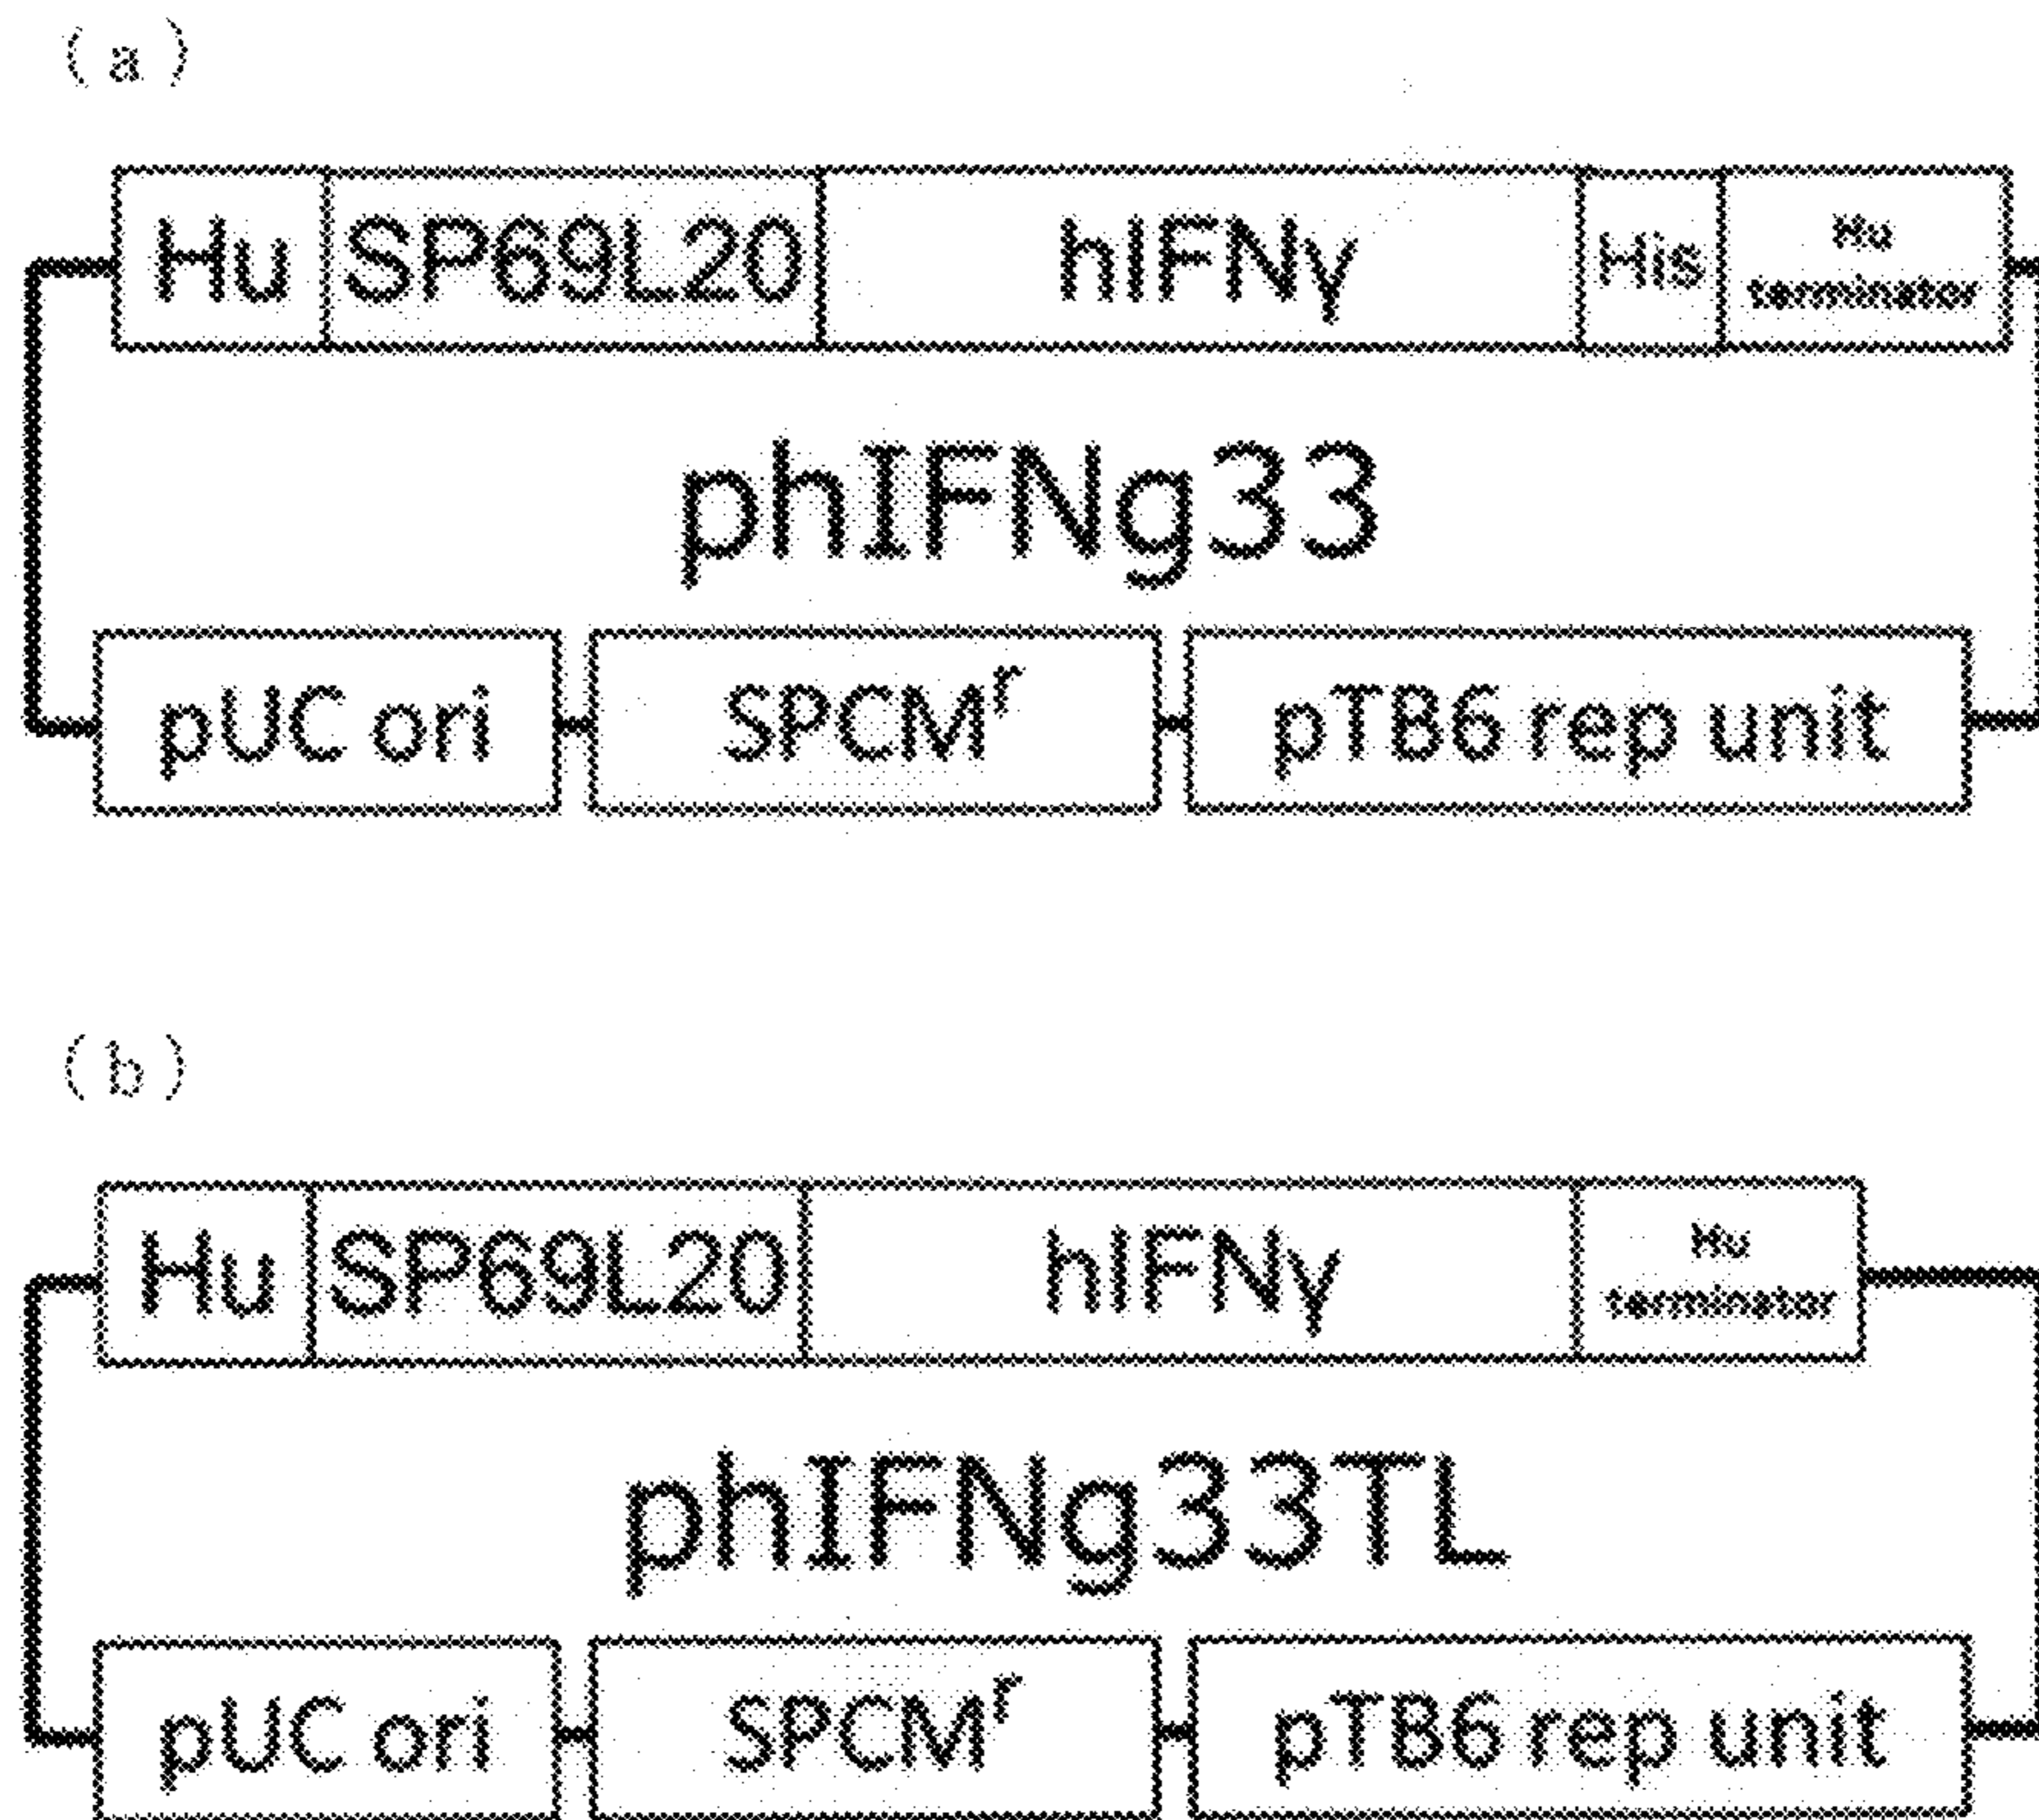 (a)
Hu SP69L20 hIFNγ His Hu terminator
phIFNg33
pUC ori SPCMʳ pTB6 rep unit
(b)
Hu SP69L20 hIFNγ Hu terminator
phIFNg33TL
pUC ori SPCMʳ pTB6 rep unit